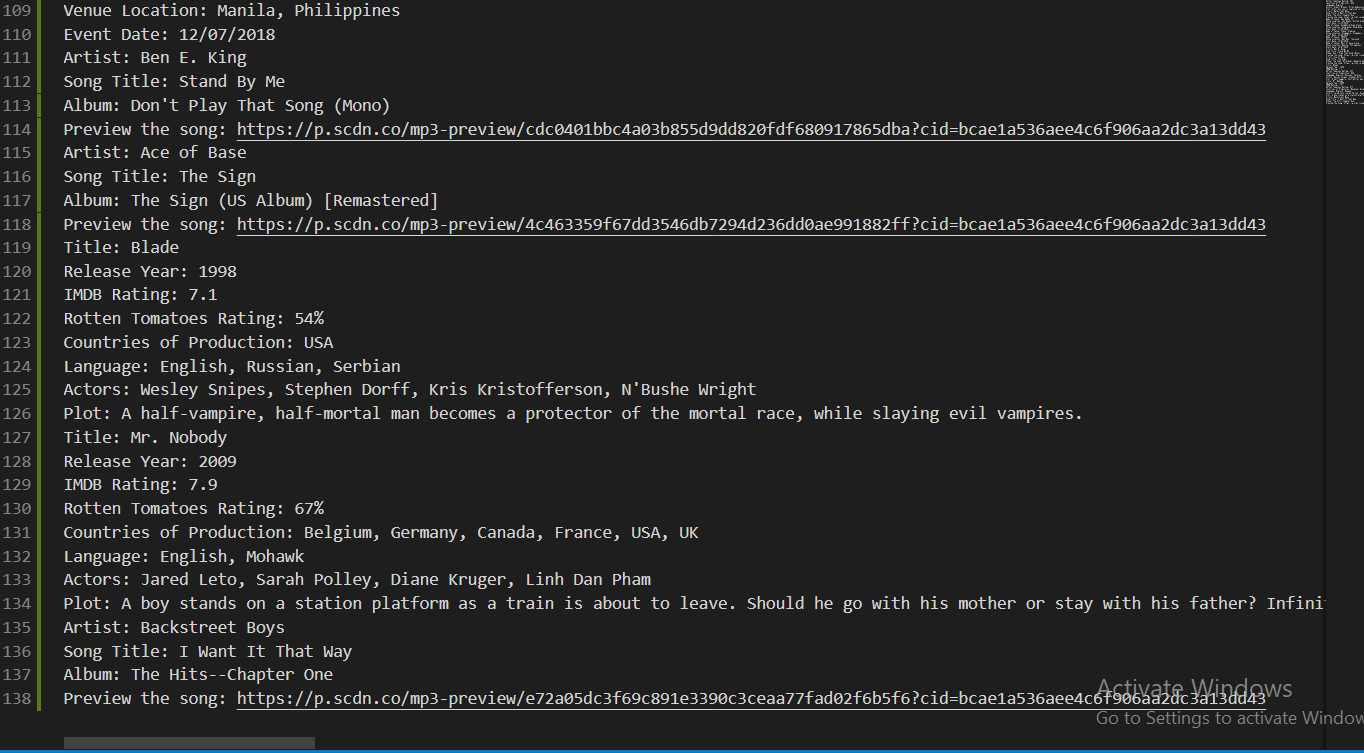 109 Venue Location: Manila, Philippines
110 Event Date: 12/07/2018
111 Artist: Ben E. King
112 Song Title: Stand By Me
113 Album: Don't Play That Song (Mono)
114 Preview the song: https://p.scdn.co/mp3-preview/cdc0401bbc4a03b855d9dd820fdf680917865dba?cid=bcae1a536aee4c6f906aa2dc3a13dd43
115 Artist: Ace of Base
116 Song Title: The Sign
117 Album: The Sign (US Album) [Remastered]
118 Preview the song: https://p.scdn.co/mp3-preview/4c463359f67dd3546db7294d236dd0ae991882ff?cid=bcae1a536aee4c6f906aa2dc3a13dd43
119 Title: Blade
120 Release Year: 1998
121 IMDB Rating: 7.1
122 Rotten Tomatoes Rating: 54%
123 Countries of Production: USA
124 Language: English, Russian, Serbian
125 Actors: Wesley Snipes, Stephen Dorff, Kris Kristofferson, N'Bushe Wright
126 Plot: A half-vampire, half-mortal man becomes a protector of the mortal race, while slaying evil vampires.
127 Title: Mr. Nobody
128 Release Year: 2009
129 IMDB Rating: 7.9
130 Rotten Tomatoes Rating: 67%
131 Countries of Production: Belgium, Germany, Canada, France, USA, UK
132 Language: English, Mohawk
133 Actors: Jared Leto, Sarah Polley, Diane Kruger, Linh Dan Pham
134 Plot: A boy stands on a station platform as a train is about to leave. Should he go with his mother or stay with his father? Infini
135 Artist: Backstreet Boys
136 Song Title: I Want It That Way
137 Album: The Hits--Chapter One
138 Preview the song: https://p.scdn.co/mp3-preview/e72a05dc3f69c891e3390c3ceaa77fad02f6b5f6?cid=bcae1a536aee4c6f906aa2dc3a13dd43
Activate Windows
Go to Settings to activate Window